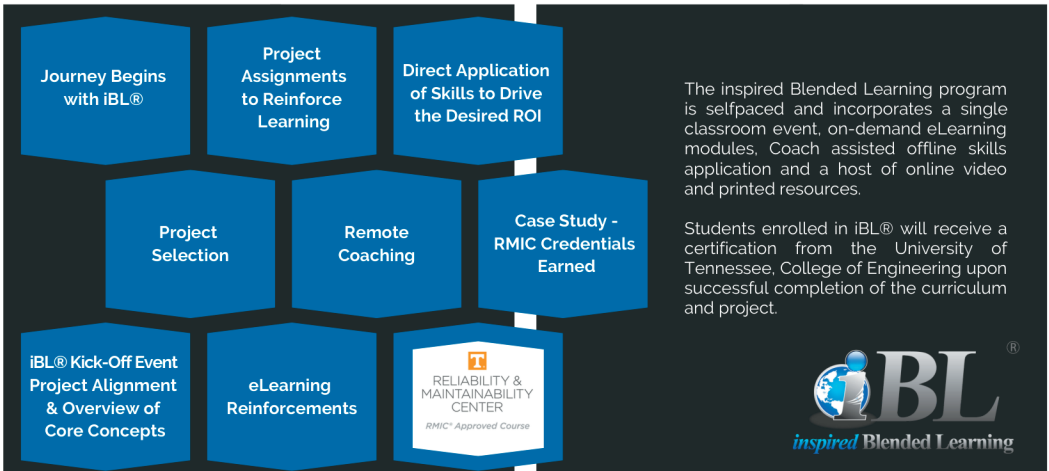 Journey Begins
with iBL®
Project
Assignments
to Reinforce
Learning
Direct Application
of Skills to Drive
the Desired ROI
Project
Selection
Remote
Coaching
Case Study -
RMIC Credentials
Earned
iBL® Kick-Off Event
Project Alignment
& Overview of
Core Concepts
eLearning
Reinforcements
T
RELIABILITY &
MAINTAINABILITY
CENTER
RMIC® Approved Course
The inspired Blended Learning program
is selfpaced and incorporates a single
classroom event, on-demand eLearning
modules, Coach assisted offline skills
application and a host of online video
and printed resources.
Students enrolled in iBL® will receive a
certification from the University of
Tennessee, College of Engineering upon
successful completion of the curriculum
and project.
iBL®
inspired Blended Learning